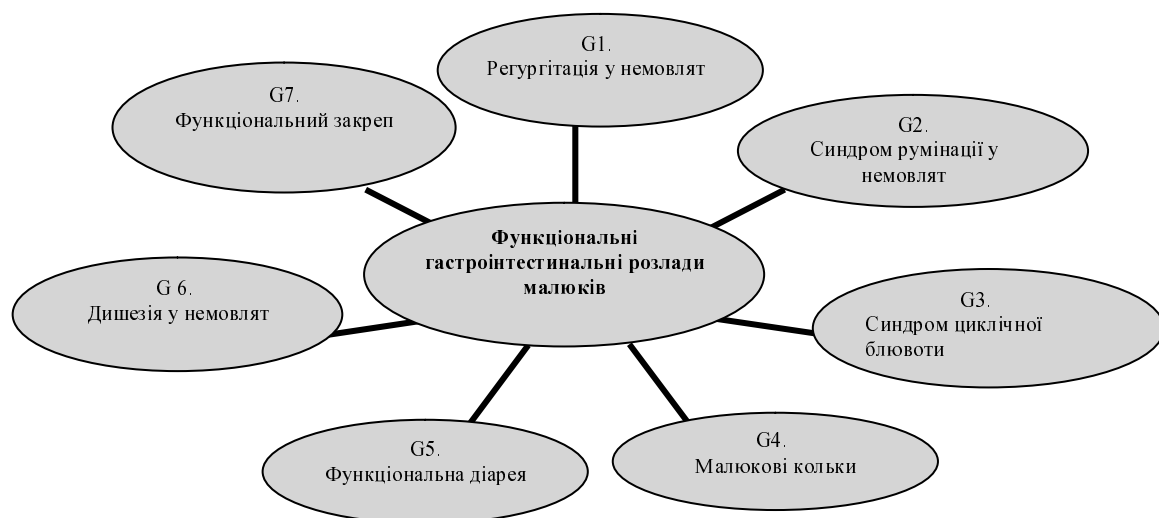 G1.
Регургітація у немовлят
G7.
Функціональний закреп
G2.
Синдром румінації у
немовлят
Функціональні
гастроінтестинальні розлади
малюків
G 6.
Дишезія у немовлят
G3.
Синдром циклічної
блювоти
G5.
Функціональна діарея
G4.
Малюкові кольки